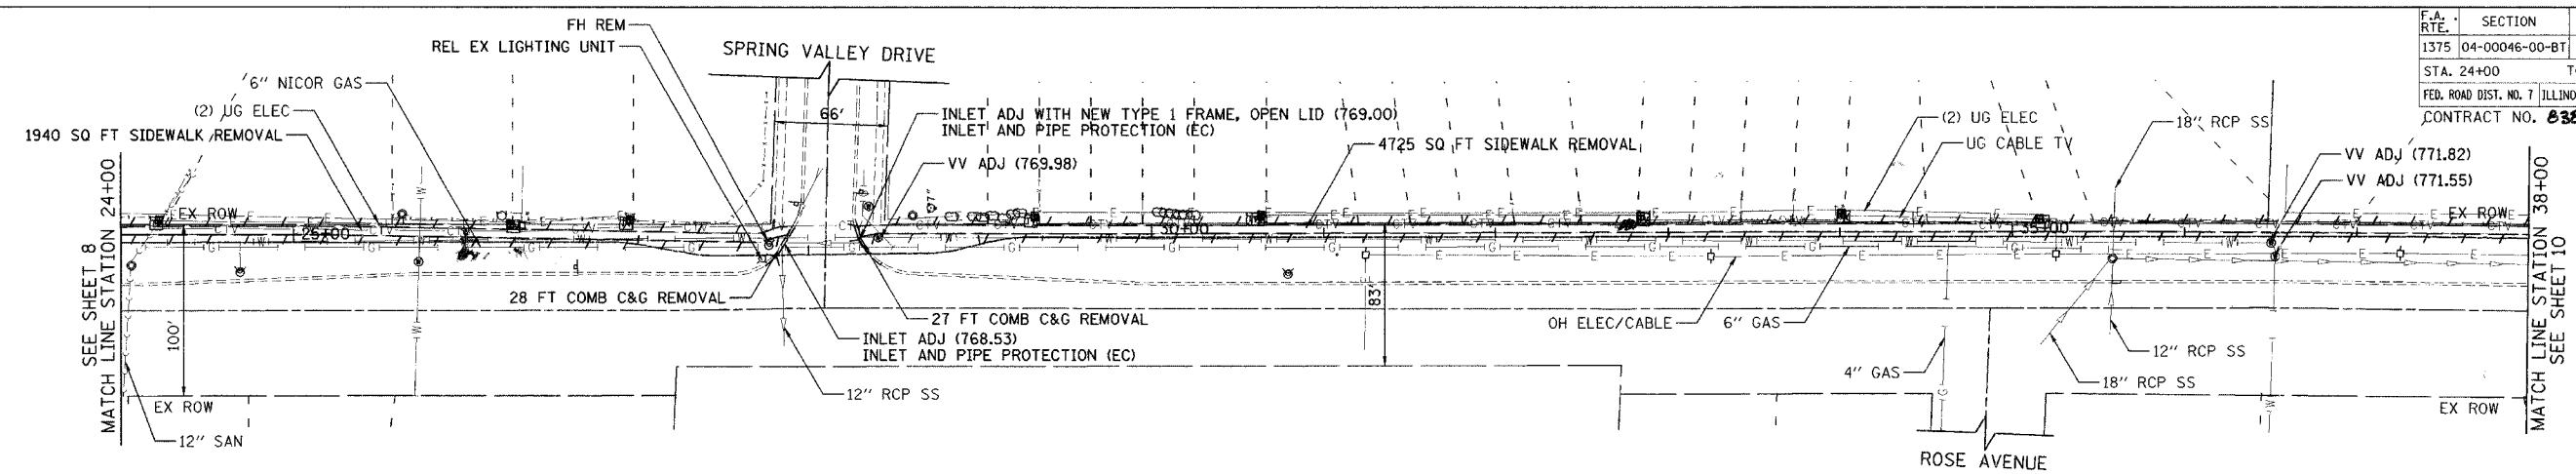 F.A. RTE.
SECTION
1375
04-00046-00-BT
STA. 24+00
FED. ROAD DIST. NO. 7
CONTRACT NO.
FH REM
REL EX LIGHTING UNIT
SPRING VALLEY DRIVE
6" NICOR GAS
(2) UG ELEC
1940 SQ FT SIDEWALK REMOVAL
66'
INLET ADJ WITH NEW TYPE 1 FRAME, OPEN LID (769.00)
INLET AND PIPE PROTECTION (EC)
VV ADJ (769.98)
4725 SQ FT SIDEWALK REMOVAL
(2) UG ELEC
UG CABLE TV
18" RCP SS
VV ADJ (771.82)
VV ADJ (771.55)
SEE SHEET 8
MATCH LINE STATION 24+00
EX ROW
25+00
7"
30+00
35+00
EX ROW
MATCH LINE STATION 38+00
SEE SHEET 10
100'
28 FT COMB C&G REMOVAL
27 FT COMB C&G REMOVAL
INLET ADJ (768.53)
INLET AND PIPE PROTECTION (EC)
83'
OH ELEC/CABLE
6" GAS
12" RCP SS
4" GAS
18" RCP SS
12" RCP SS
EX ROW
12" SAN
EX ROW
ROSE AVENUE